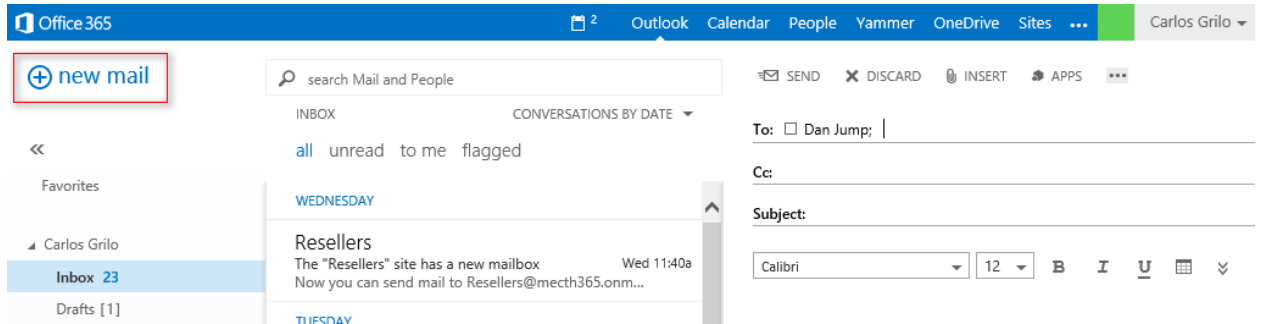 Office 365
2 Outlook Calendar People Yammer OneDrive Sites ... Carlos Grilo
new mail
Favorites
Carlos Grilo
Inbox 23
Drafts [1]
search Mail and People
INBOX CONVERSATIONS BY DATE
all unread to me flagged
WEDNESDAY
Resellers
The "Resellers" site has a new mailbox Wed 11:40a
Now you can send mail to Resellers@mecth365.onm...
TUESDAY
SEND DISCARD INSERT APPS ...
To: Dan Jump;
Cc:
Subject:
Calibri 12 B I U